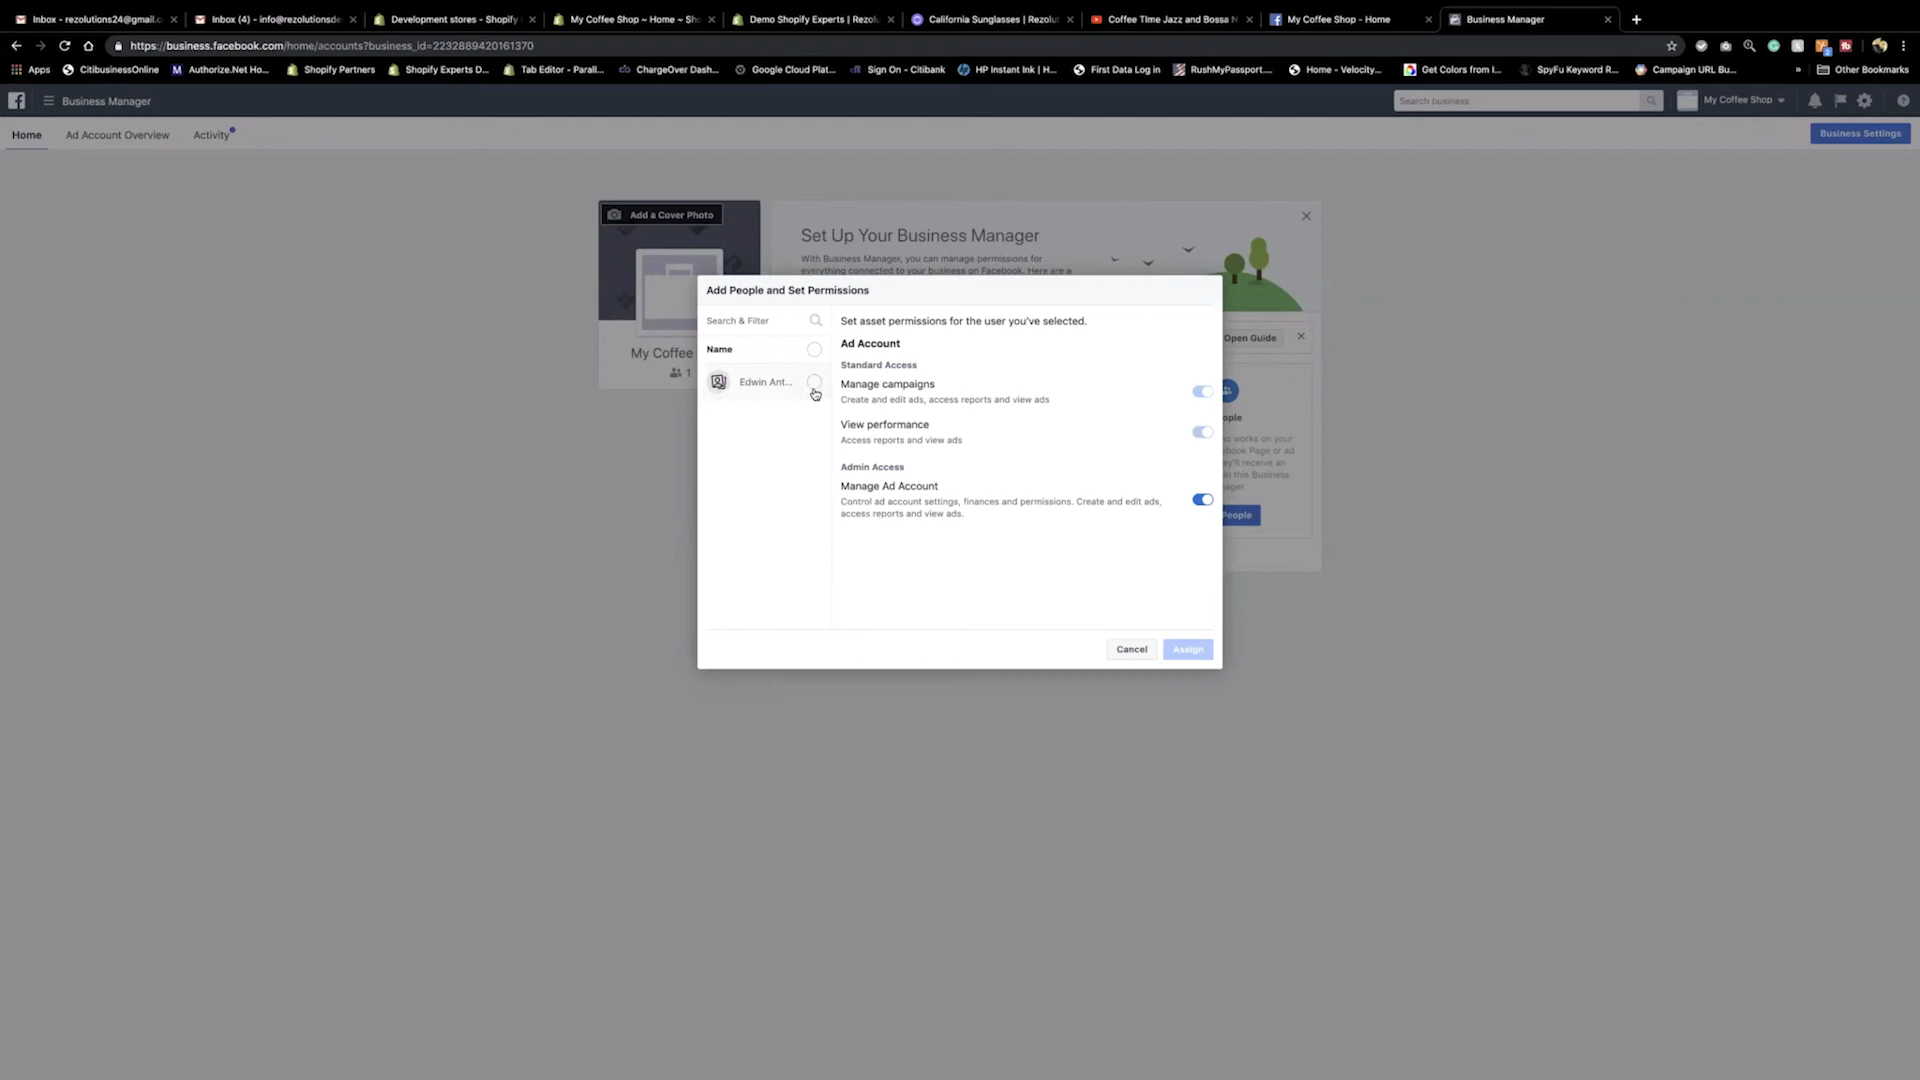 Inbox - rezolutions24@gmail.c
Inbox (4) - info@rezolutionsde
Development stores - Shopify
My Coffee Shop ~ Home ~ Sho
Demo Shopify Experts | Rezolu
California Sunglasses | Rezolut
Coffee TIme Jazz and Bossa N
My Coffee Shop - Home
Business Manager
https://business.facebook.com/home/accounts?business_id=2232889420161370
Apps
CitibusinessOnline
Authorize.Net Ho...
Shopify Partners
Shopify Experts D...
Tab Editor - Parall...
ChargeOver Dash...
Google Cloud Plat...
Sign On - Citibank
HP Instant Ink | H...
First Data Log in
RushMyPassport....
Home - Velocity...
Get Colors from I...
SpyFu Keyword R...
Campaign URL Bu...
»
Other Bookmarks
Business Manager
Search business
My Coffee Shop
Home
Ad Account Overview
Activity
Business Settings
Add a Cover Photo
Set Up Your Business Manager
With Business Manager, you can manage permissions for
everything connected to your business on Facebook. Here are a
My Coffee
1
Open Guide
Add People and Set Permissions
Search & Filter
Name
Edwin Ant...
Set asset permissions for the user you've selected.
Ad Account
Standard Access
Manage campaigns
Create and edit ads, access reports and view ads
View performance
Access reports and view ads
Admin Access
Manage Ad Account
Control ad account settings, finances and permissions. Create and edit ads,
access reports and view ads.
Cancel
Assign
ople
o works on your
book Page or ad
ey'll receive an
n this Business
nager.
People